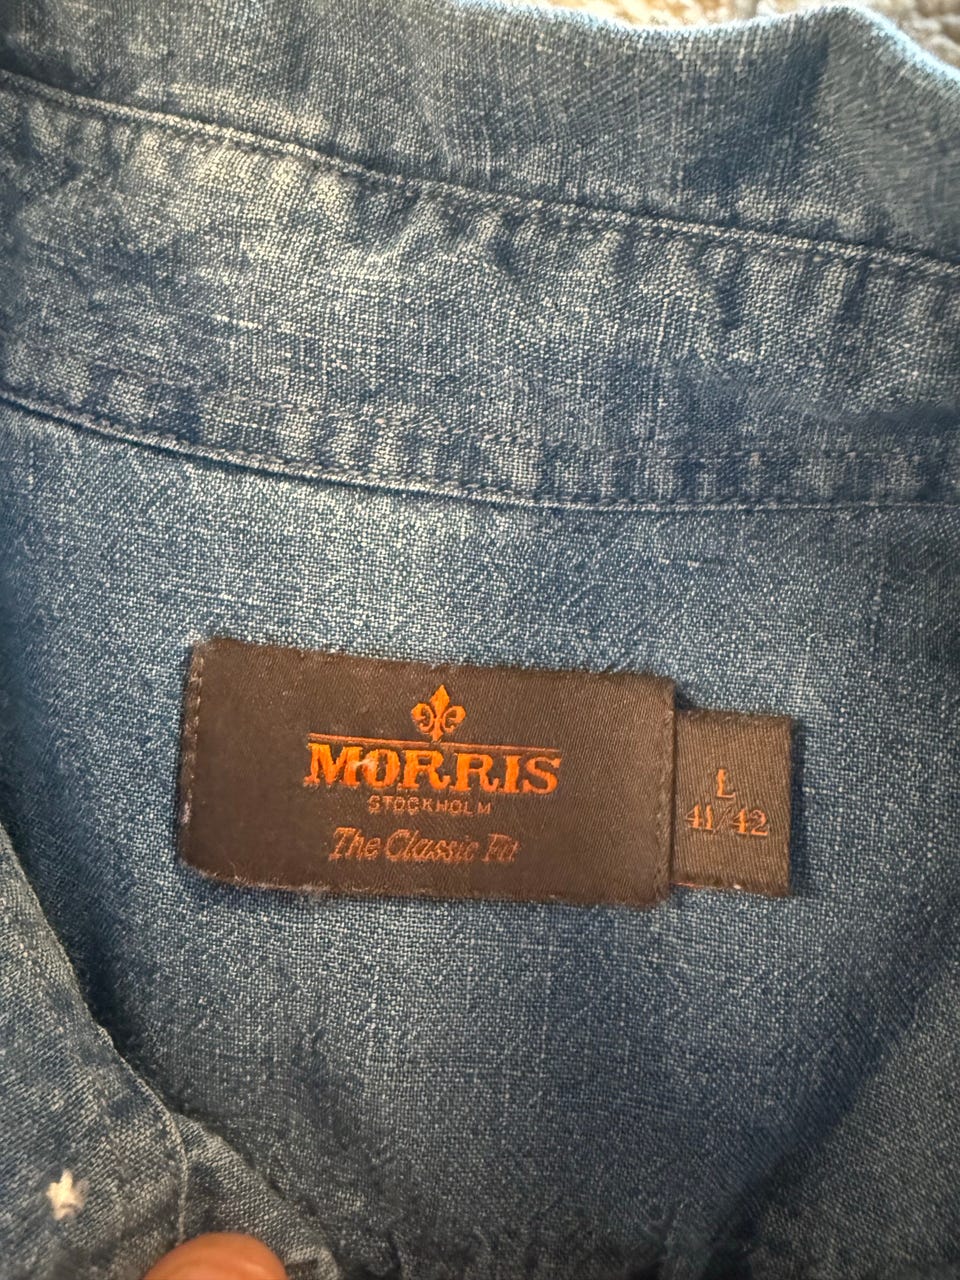 MORRIS
STOCKHOLM
The Classic Fit
L
41/42